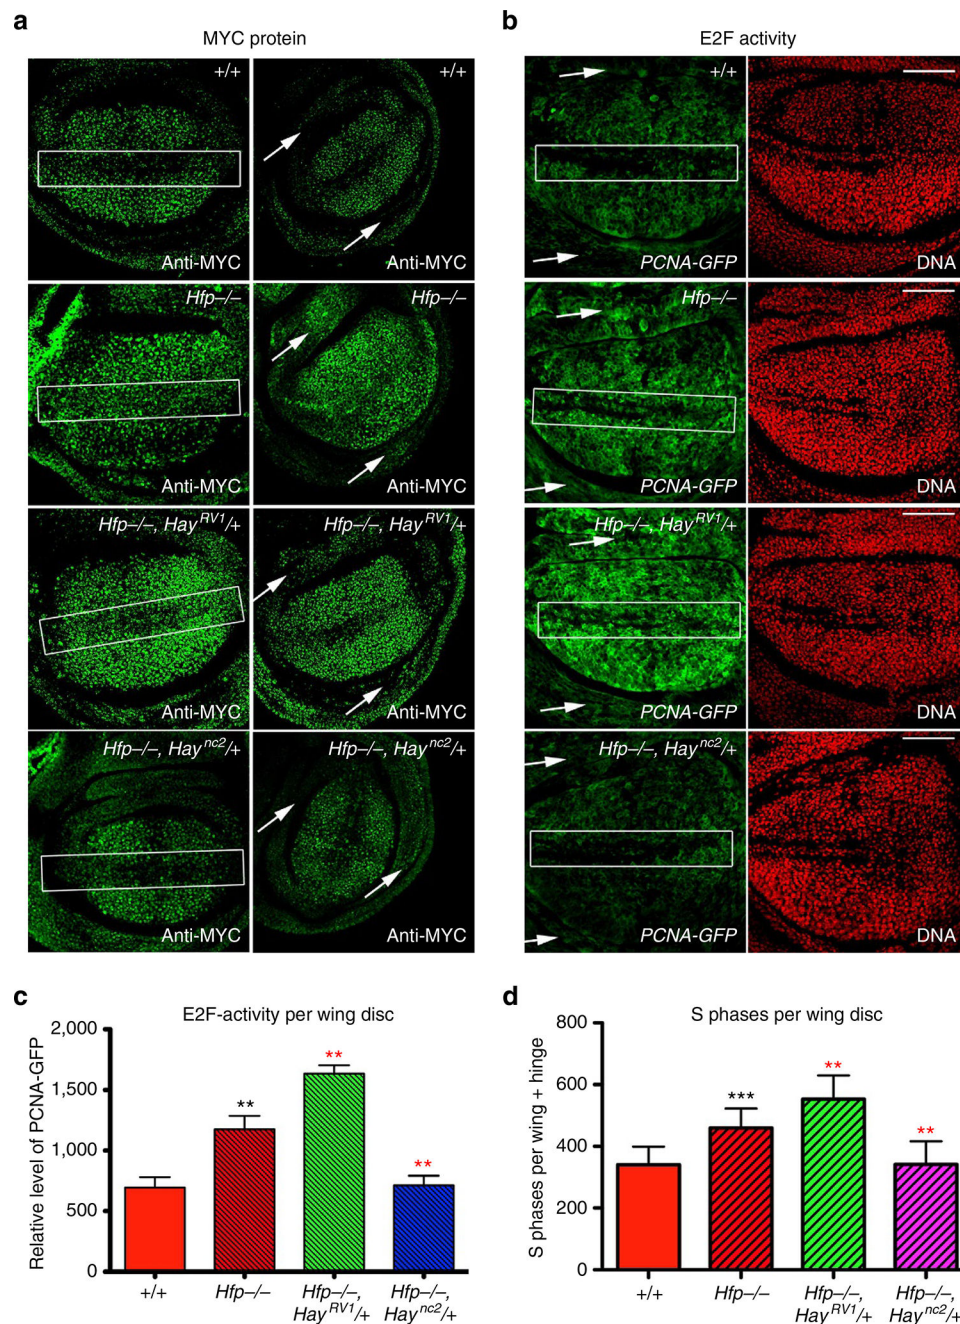 a
MYC protein
+/+
Anti-MYC
+/+
Anti-MYC
Hfp–/–
Anti-MYC
Hfp–/–
Anti-MYC
Hfp–/–, Hay^RV1/+
Anti-MYC
Hfp–/–, Hay^RV1/+
Anti-MYC
Hfp–/–, Hay^nc2/+
Anti-MYC
Hfp–/–, Hay^nc2/+
Anti-MYC
b
E2F activity
+/+
PCNA-GFP
DNA
Hfp–/–
PCNA-GFP
DNA
Hfp–/–, Hay^RV1/+
PCNA-GFP
DNA
Hfp–/–, Hay^nc2/+
PCNA-GFP
DNA
c
E2F-activity per wing disc
Relative level of PCNA-GFP
2,000
1,500
1,000
500
0
**
**
**
+/+
Hfp–/–
Hfp–/–,
Hay^RV1/+
Hfp–/–,
Hay^nc2/+
d
S phases per wing disc
S phases per wing + hinge
800
600
400
200
0
***
**
**
+/+
Hfp–/–
Hfp–/–,
Hay^RV1/+
Hfp–/–,
Hay^nc2/+